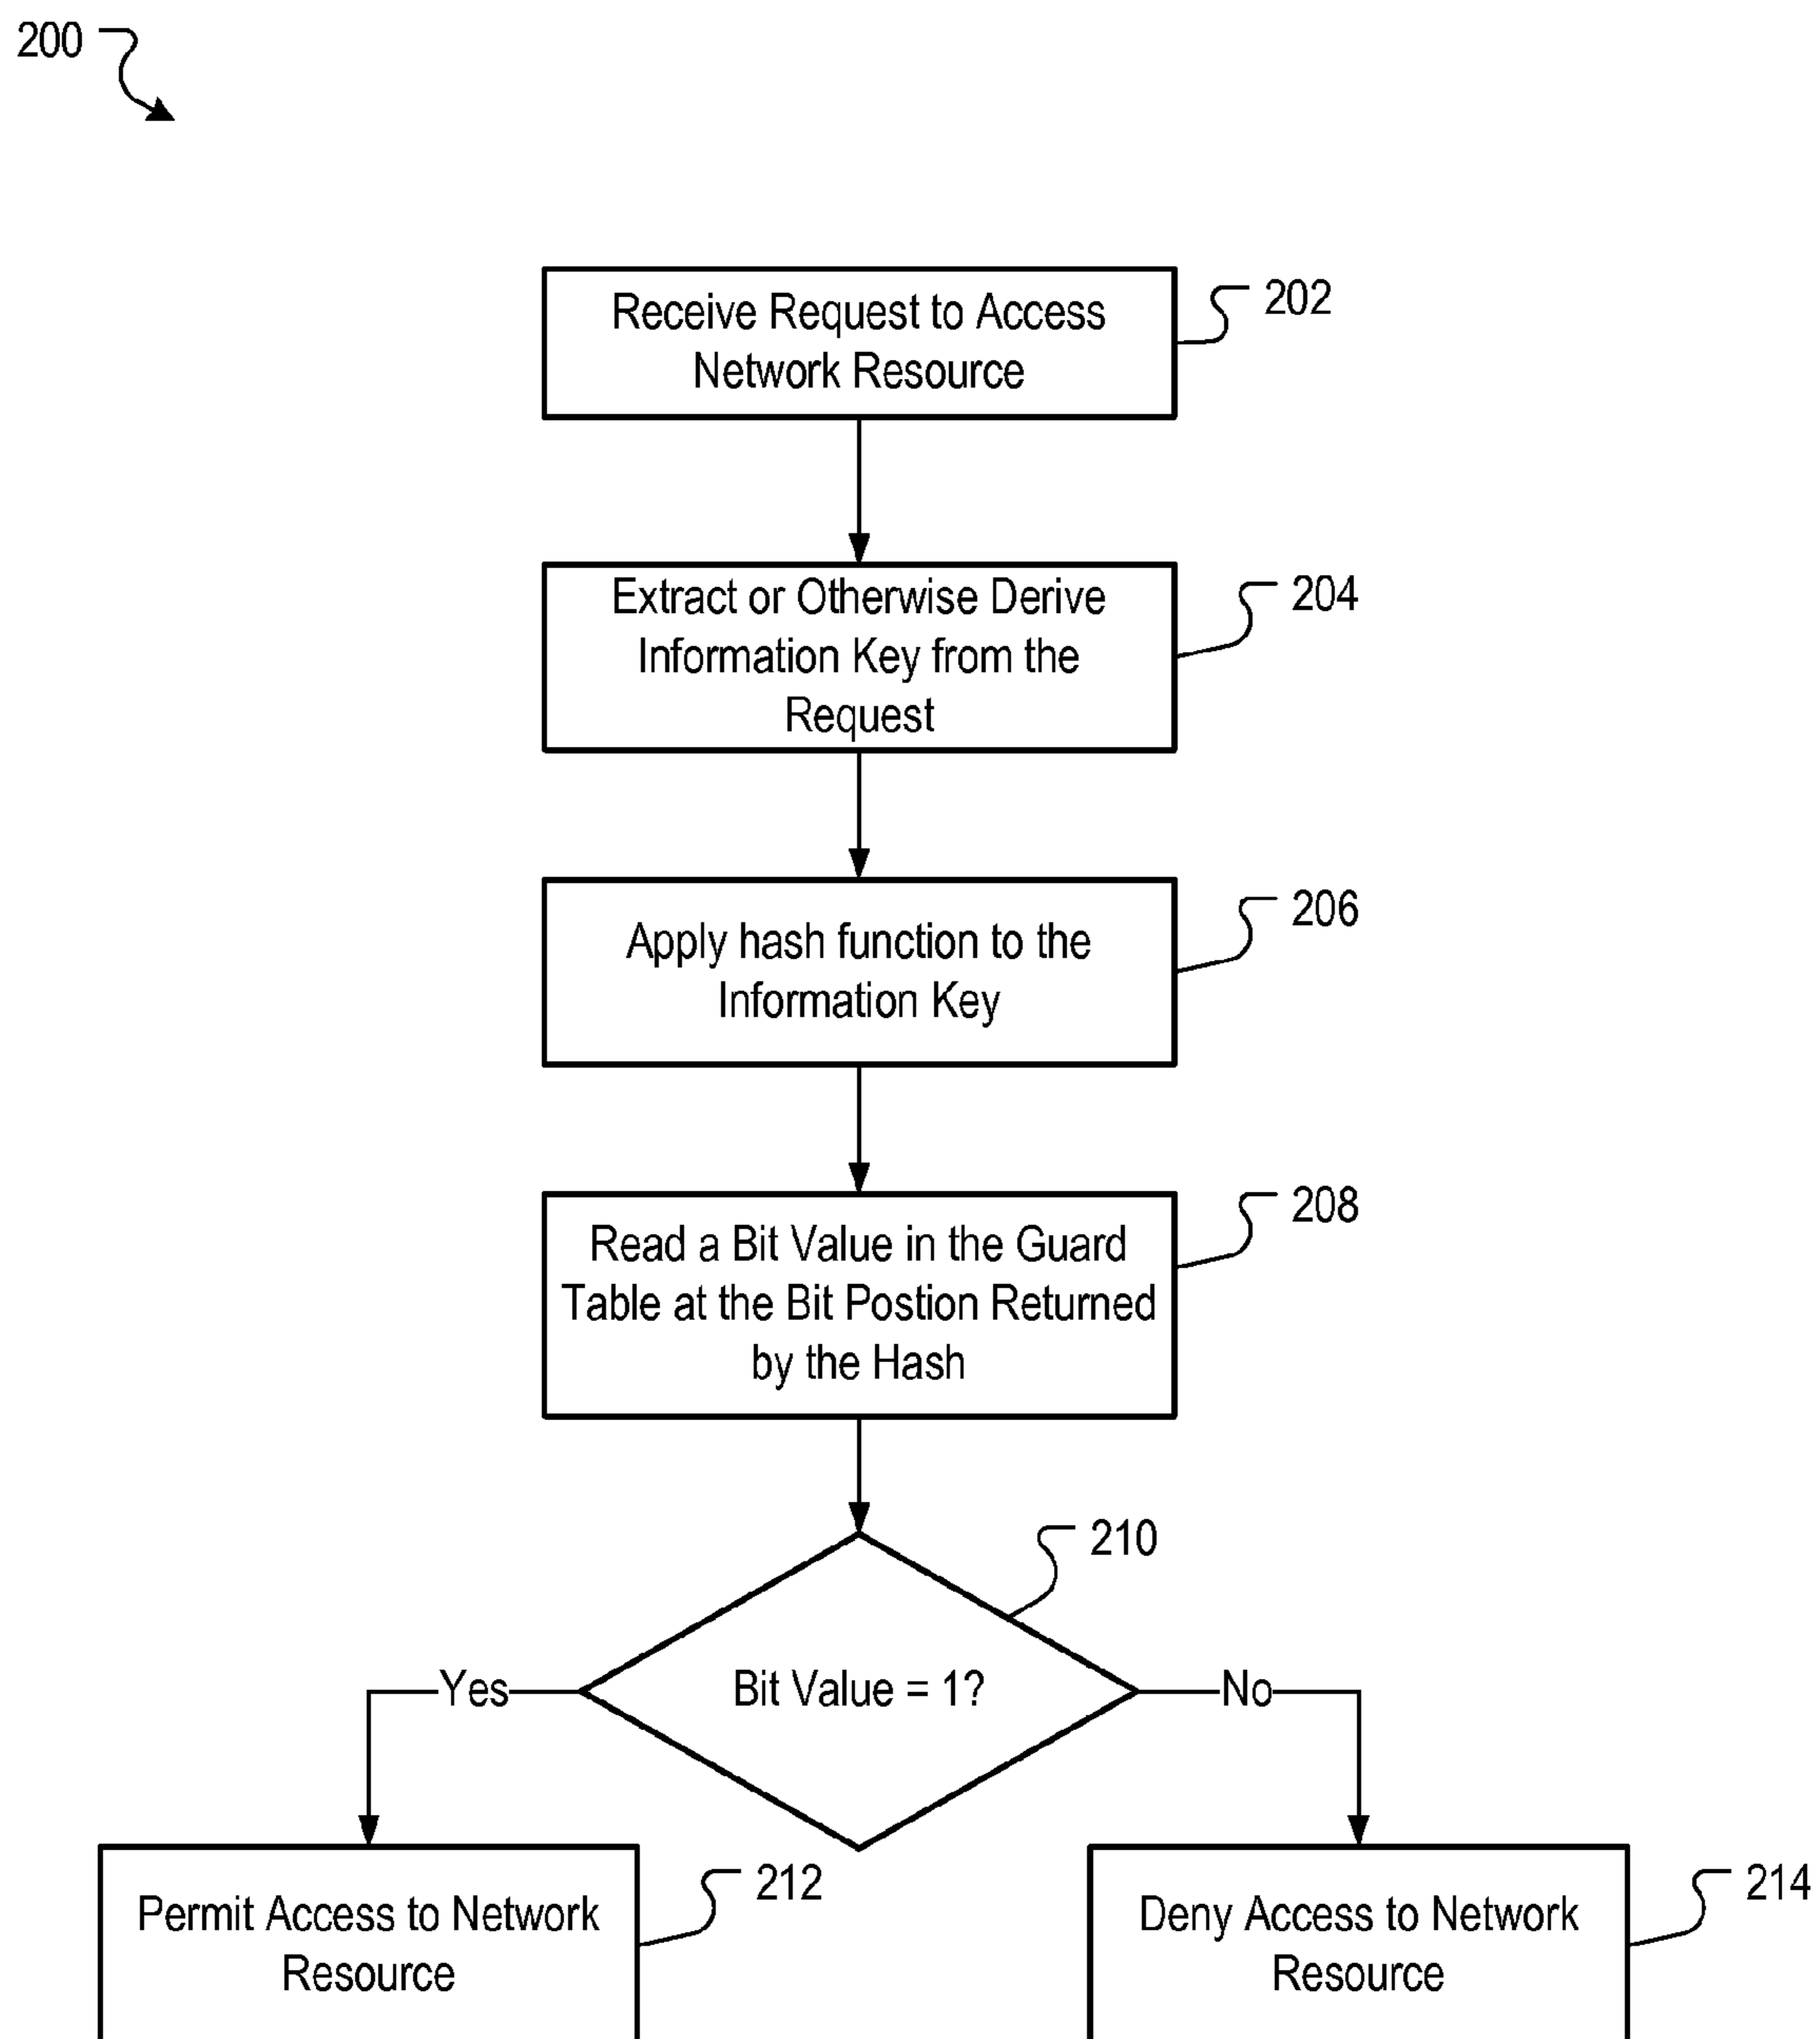 200
Receive Request to Access
Network Resource
202
Extract or Otherwise Derive
Information Key from the
Request
204
Apply hash function to the
Information Key
206
Read a Bit Value in the Guard
Table at the Bit Postion Returned
by the Hash
208
210
Bit Value = 1?
Yes
No
Permit Access to Network
Resource
212
Deny Access to Network
Resource
214